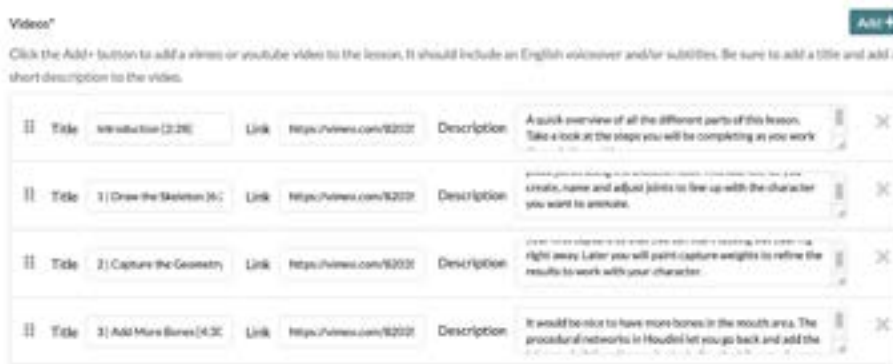 Videos*
Add +
Click the Add+ button to add a vimeo or youtube video to the lesson. It should include an English voiceover and/or subtitles. Be sure to add a title and add
short description to the video.
Title Introduction [2:28] Link https://vimeo.com/8203 Description
A quick overview of all the different parts of this lesson.
Take a look at the steps you will be completing as you work
Title 1 | Draw the Skeleton [6: Link https://vimeo.com/8203 Description
create, name and adjust joints to line up with the character
you want to animate.
Title 2 | Capture the Geometry Link https://vimeo.com/8203 Description
right away. Later you will paint capture weights to refine the
results to work with your character.
Title 3 | Add More Bones [4:30 Link https://vimeo.com/8203 Description
It would be nice to have more bones in the mouth area. The
procedural networks in Houdini let you go back and add the